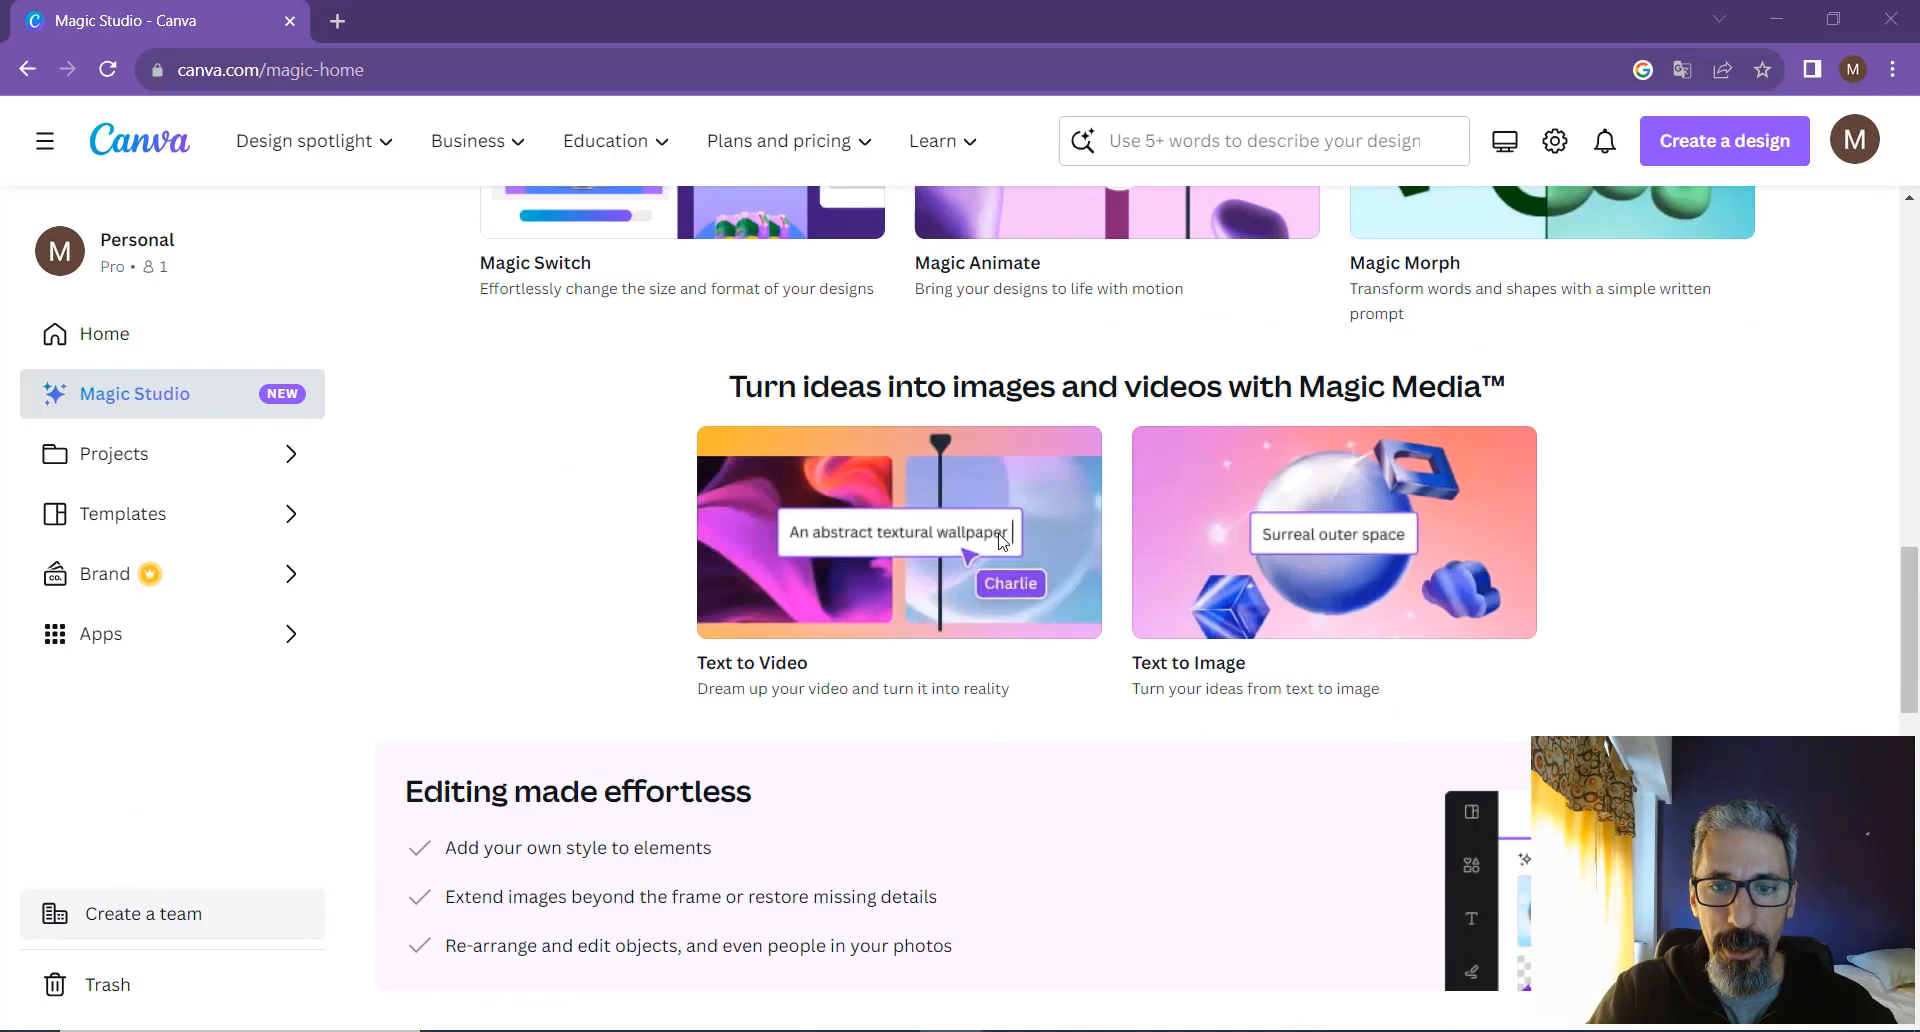 Magic Studio - Canva
canva.com/magic-home
M
Canva
Design spotlight
Business
Education
Plans and pricing
Learn
Use 5+ words to describe your design
Create a design
M
M
Personal
Pro • 1
Home
Magic Studio
NEW
Projects
Templates
Brand
Apps
Create a team
Trash
Magic Switch
Effortlessly change the size and format of your designs
Magic Animate
Bring your designs to life with motion
Magic Morph
Transform words and shapes with a simple written
prompt
Turn ideas into images and videos with Magic Media™
An abstract textural wallpaper
Charlie
Surreal outer space
Text to Video
Dream up your video and turn it into reality
Text to Image
Turn your ideas from text to image
Editing made effortless
Add your own style to elements
Extend images beyond the frame or restore missing details
Re-arrange and edit objects, and even people in your photos